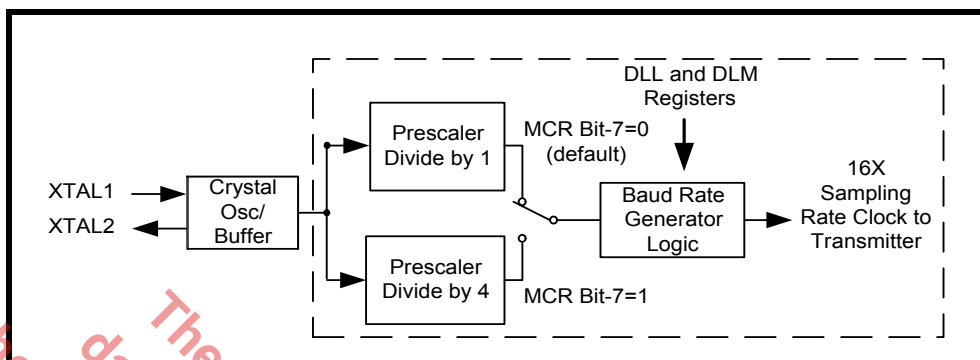 DLL and DLM
Registers
Prescaler
Divide by 1
MCR Bit-7=0
(default)
XTAL1
XTAL2
Crystal
Osc/
Buffer
Baud Rate
Generator
Logic
16X
Sampling
Rate Clock to
Transmitter
Prescaler
Divide by 4
MCR Bit-7=1
The